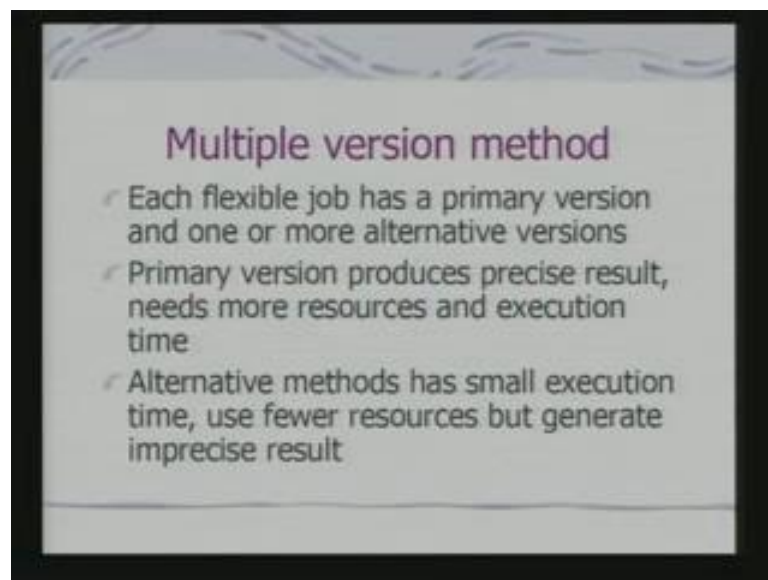 Multiple version method
Each flexible job has a primary version
and one or more alternative versions
Primary version produces precise result,
needs more resources and execution
time
Alternative methods has small execution
time, use fewer resources but generate
imprecise result